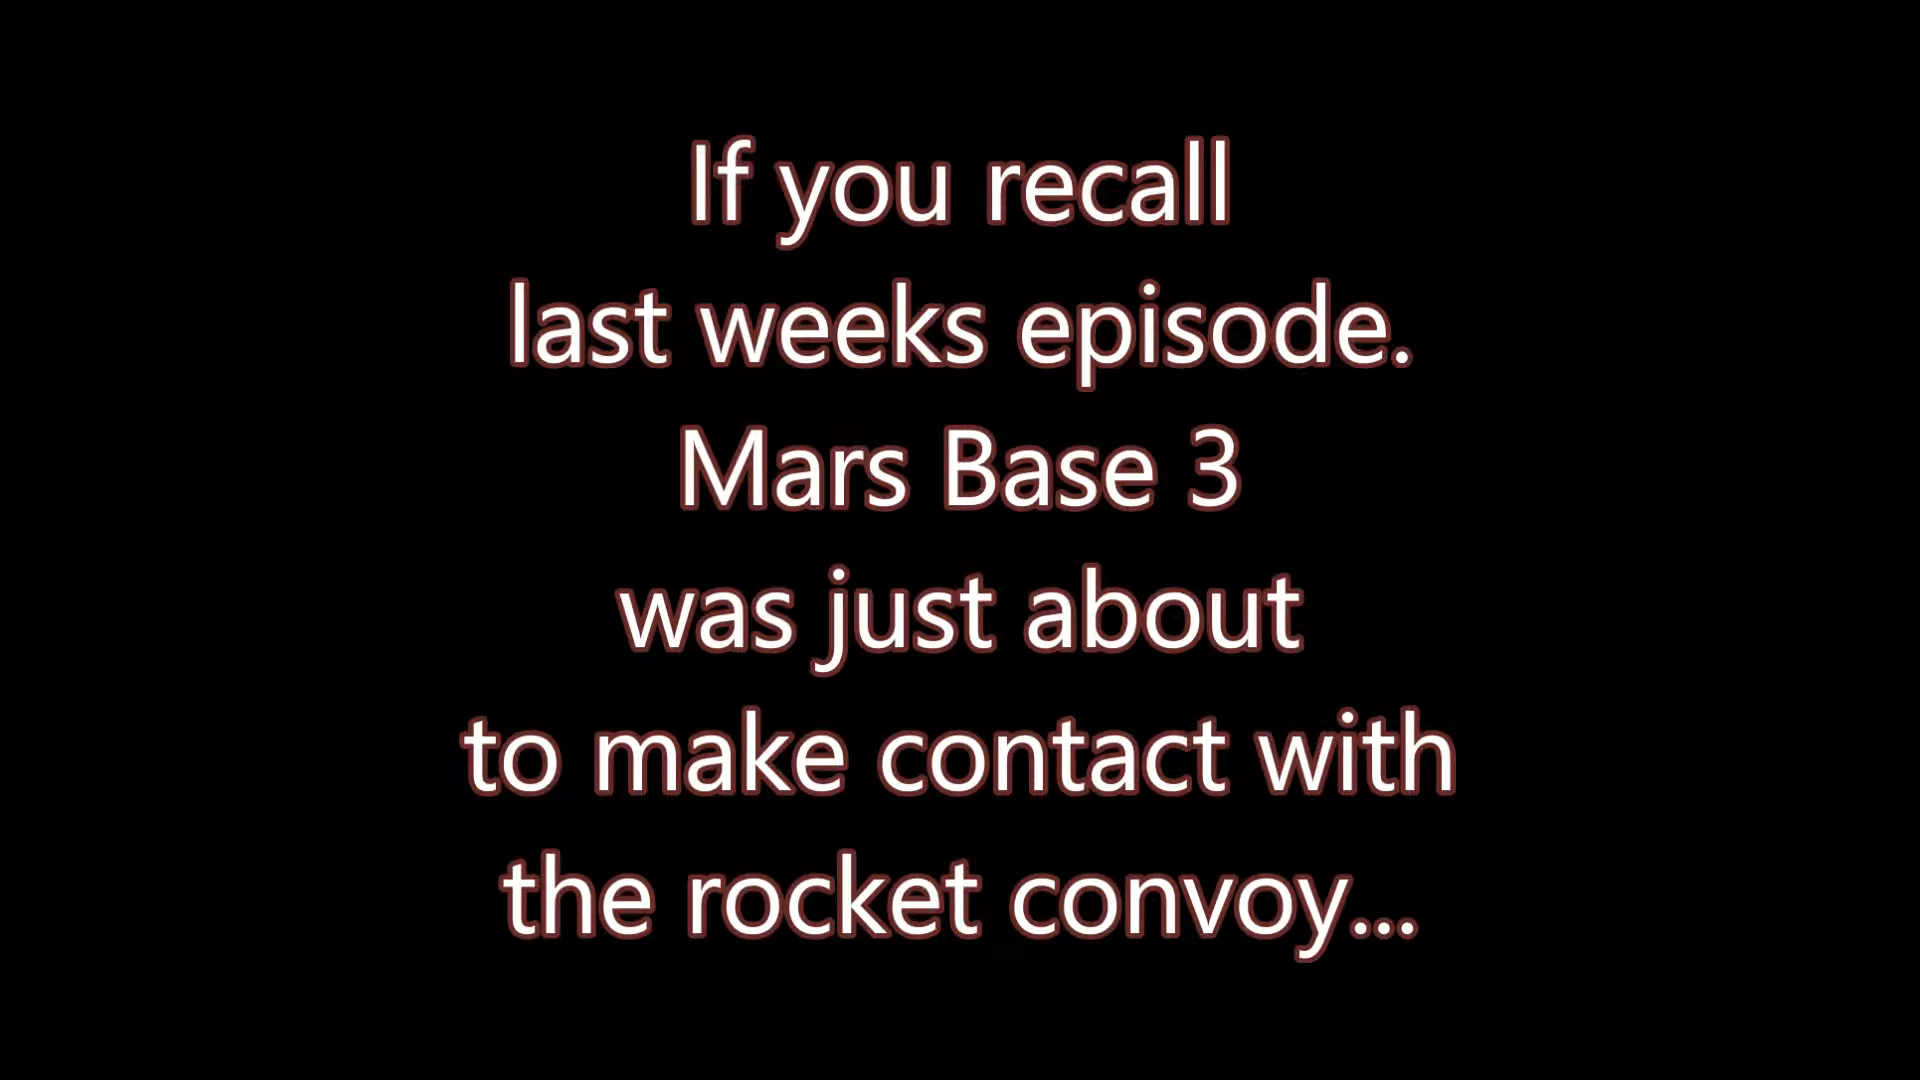 If you recall
last weeks episode.
Mars Base 3
was just about
to make contact with
the rocket convoy...